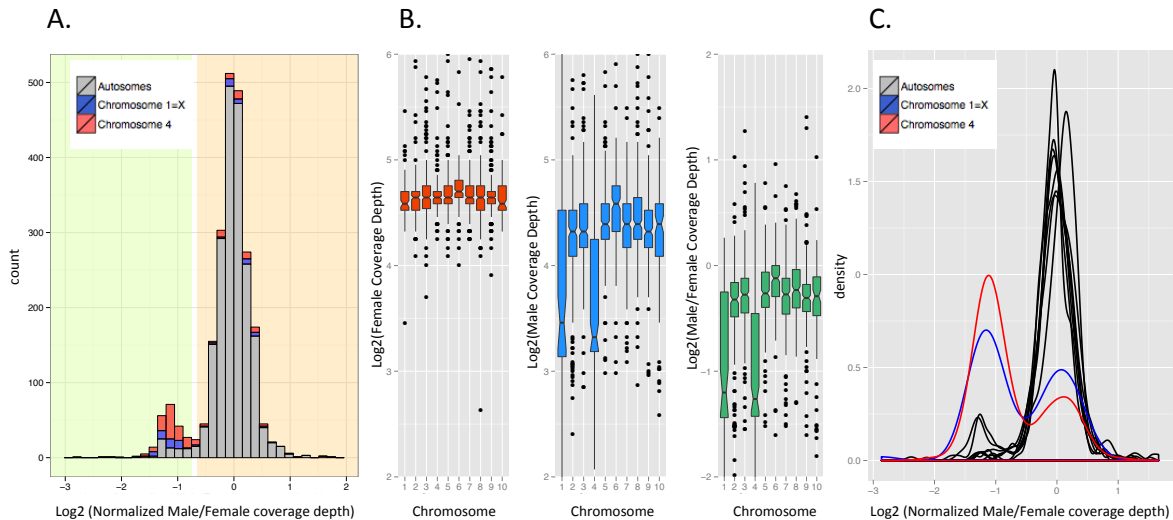 A.
B.
C.
500
400
300
200
100
0
count
Autosomes
Chromosome 1=X
Chromosome 4
-3
-2
-1
0
1
2
Log2 (Normalized Male/Female coverage depth)
6
5
4
3
2
Log2(Female Coverage Depth)
1 2 3 4 5 6 7 8 9 10
Chromosome
6
5
4
3
2
Log2(Male Coverage Depth)
1 2 3 4 5 6 7 8 9 10
Chromosome
2
1
-0
-1
-2
Log2(Male/Female Coverage Depth)
1 2 3 4 5 6 7 8 9 10
Chromosome
2.0
1.5
1.0
0.0
density
Autosomes
Chromosome 1=X
Chromosome 4
-3
-2
-1
0
1
Log2 (Normalized Male/Female coverage depth)